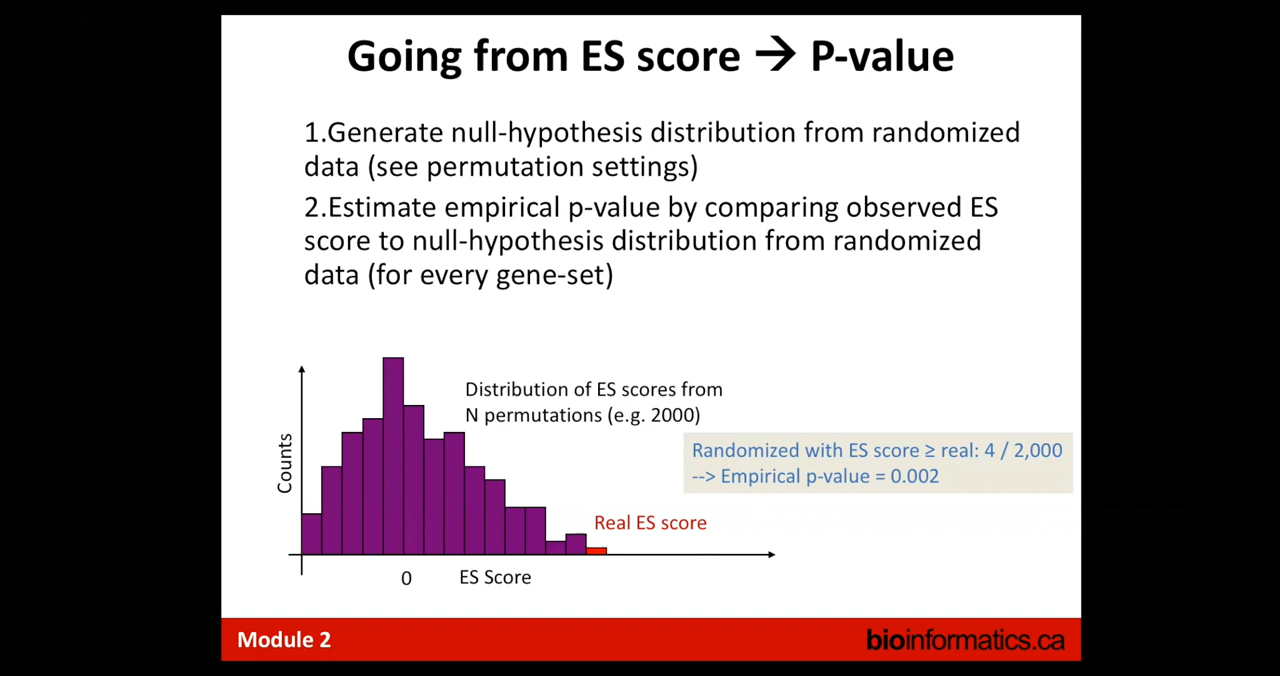 Going from ES score → P-value
1.Generate null-hypothesis distribution from randomized
data (see permutation settings)
2.Estimate empirical p-value by comparing observed ES
score to null-hypothesis distribution from randomized
data (for every gene-set)
Distribution of ES scores from
N permutations (e.g. 2000)
Randomized with ES score ≥ real: 4 / 2,000
--> Empirical p-value = 0.002
Counts
Real ES score
0
ES Score
Module 2
bioinformatics.ca